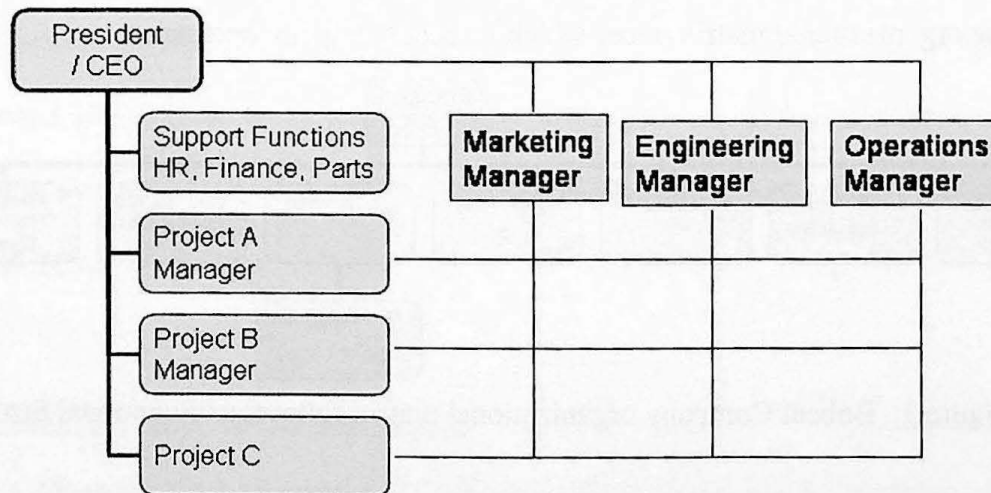 President
/ CEO
Support Functions
HR, Finance, Parts
Marketing
Manager
Engineering
Manager
Operations
Manager
Project A
Manager
Project B
Manager
Project C